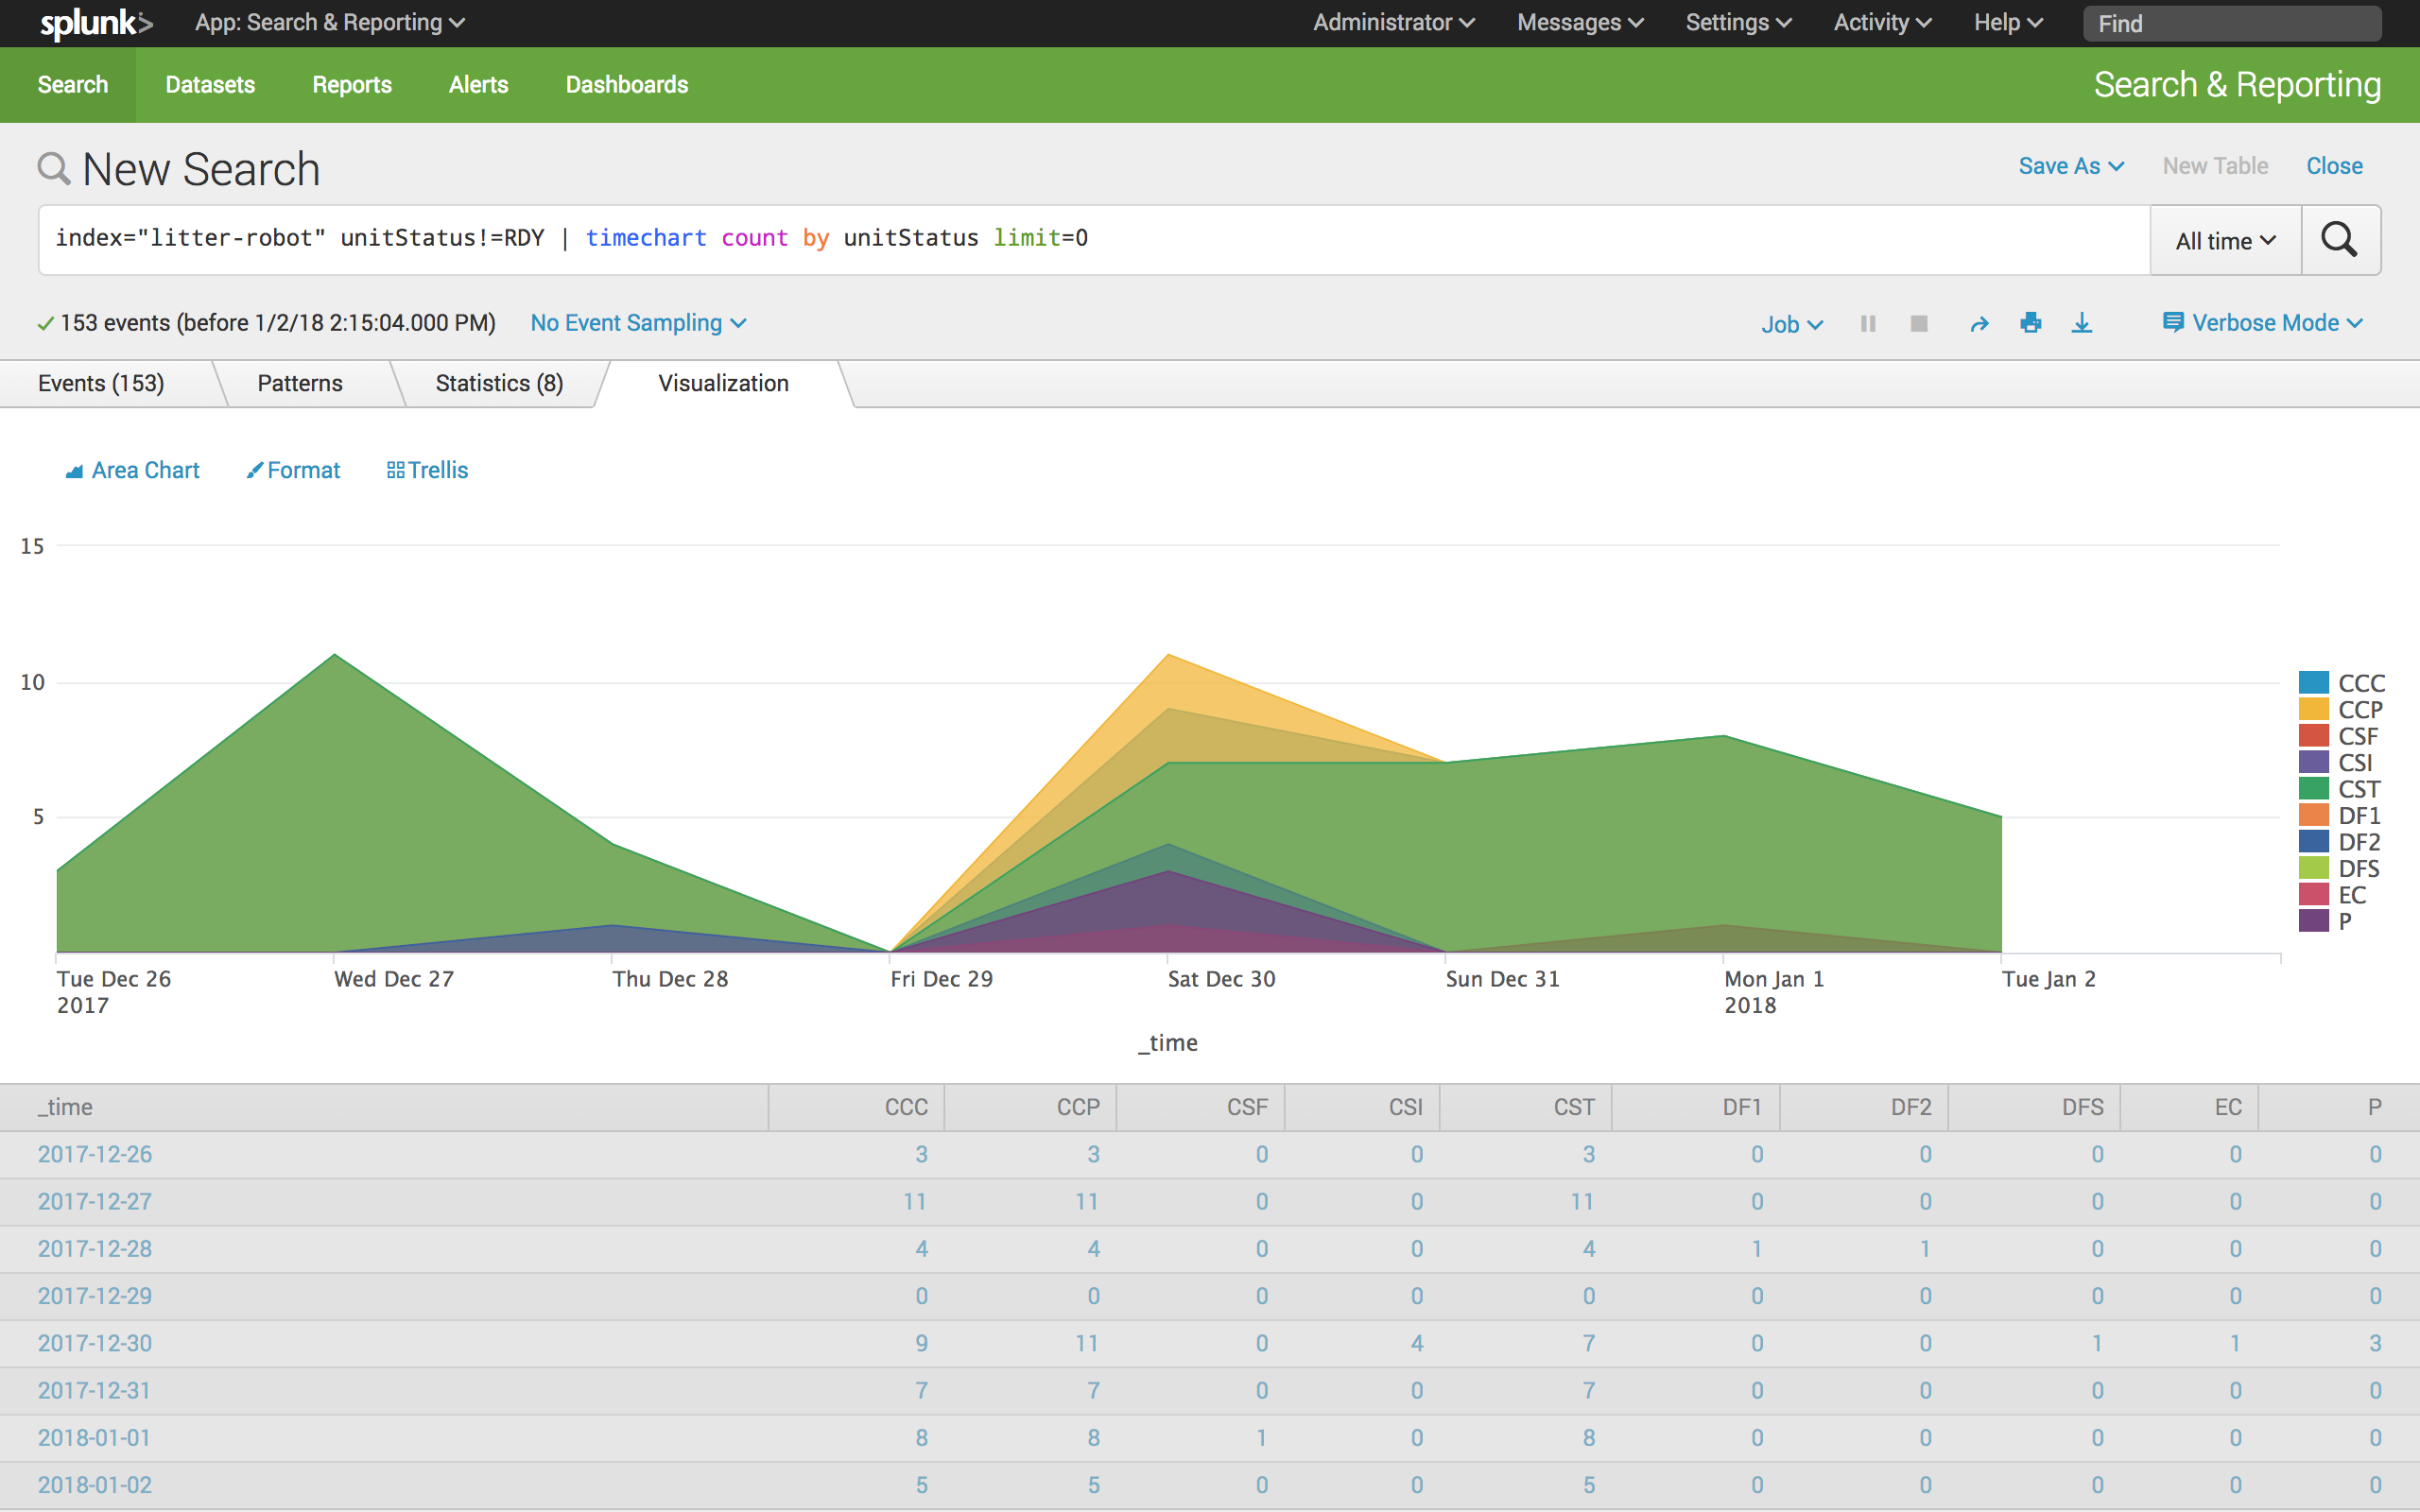 splunk> App: Search & Reporting Administrator Messages Settings Activity Help Find
Search Datasets Reports Alerts Dashboards Search & Reporting
New Search Save As New Table Close
index="litter-robot" unitStatus!=RDY | timechart count by unitStatus limit=0 All time
153 events (before 1/2/18 2:15:04.000 PM) No Event Sampling Job Verbose Mode
Events (153) Patterns Statistics (8) Visualization
Area Chart Format Trellis
15
10
5
CCC
CCP
CSF
CSI
CST
DF1
DF2
DFS
EC
P
Tue Dec 26 Wed Dec 27 Thu Dec 28 Fri Dec 29 Sat Dec 30 Sun Dec 31 Mon Jan 1 Tue Jan 2
2017 2018
_time
_time CCC CCP CSF CSI CST DF1 DF2 DFS EC P
2017-12-26 3 3 0 0 3 0 0 0 0 0
2017-12-27 11 11 0 0 11 0 0 0 0 0
2017-12-28 4 4 0 0 4 1 1 0 0 0
2017-12-29 0 0 0 0 0 0 0 0 0 0
2017-12-30 9 11 0 4 7 0 0 1 1 3
2017-12-31 7 7 0 0 7 0 0 0 0 0
2018-01-01 8 8 1 0 8 0 0 0 0 0
2018-01-02 5 5 0 0 5 0 0 0 0 0